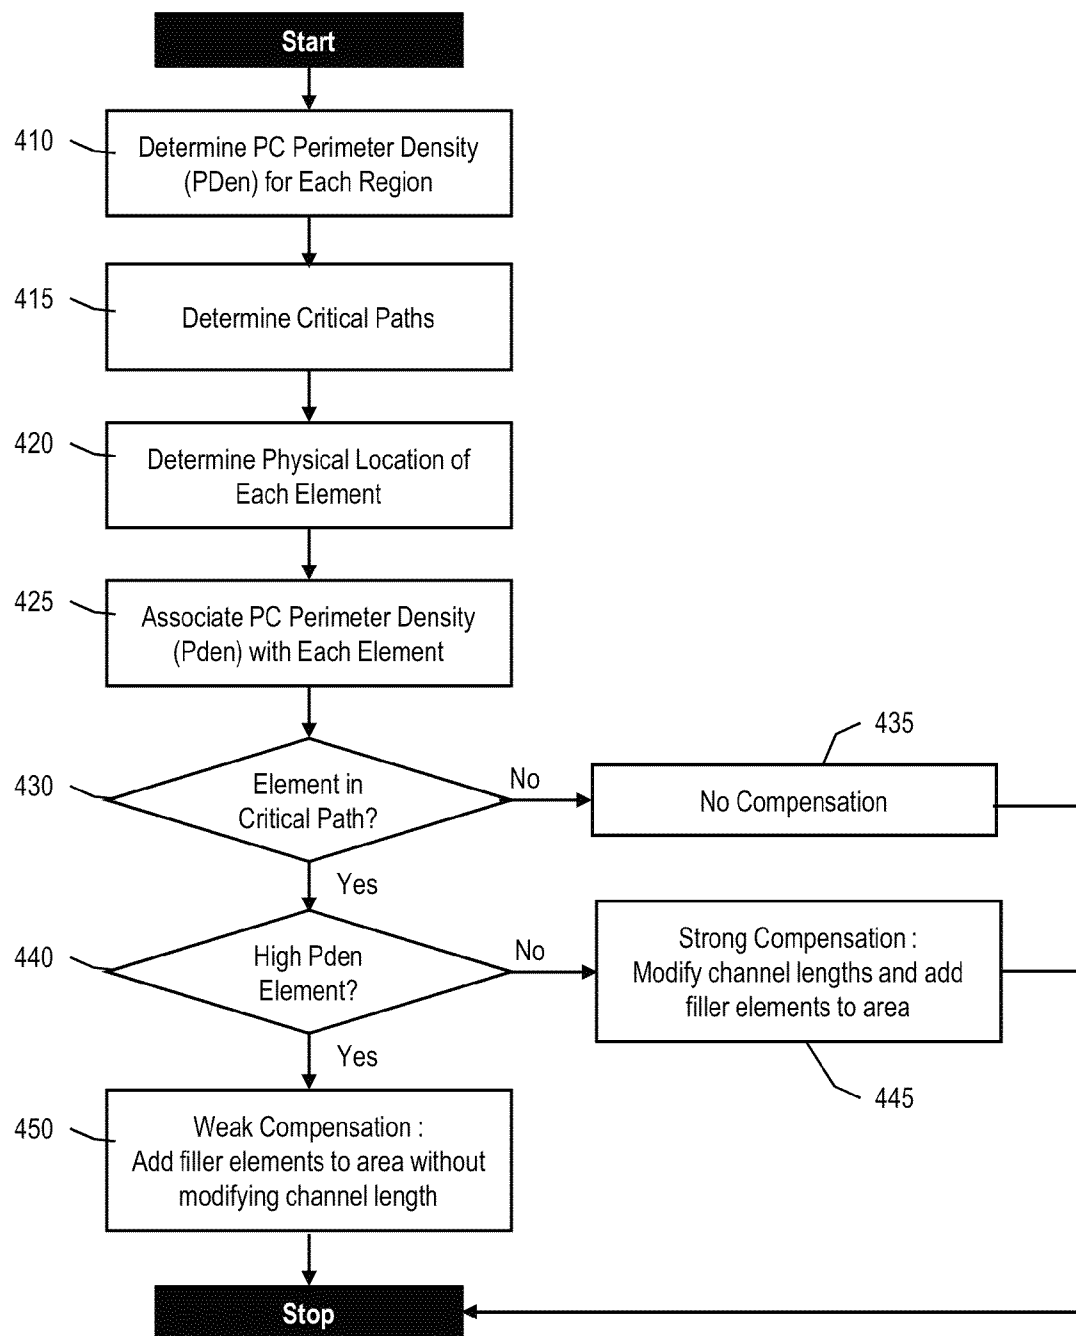 Start
410
Determine PC Perimeter Density
(PDen) for Each Region
415
Determine Critical Paths
420
Determine Physical Location of
Each Element
425
Associate PC Perimeter Density
(Pden) with Each Element
430
Element in
Critical Path?
No
435
No Compensation
Yes
440
High Pden
Element?
No
Strong Compensation :
Modify channel lengths and add
filler elements to area
445
Yes
450
Weak Compensation :
Add filler elements to area without
modifying channel length
Stop